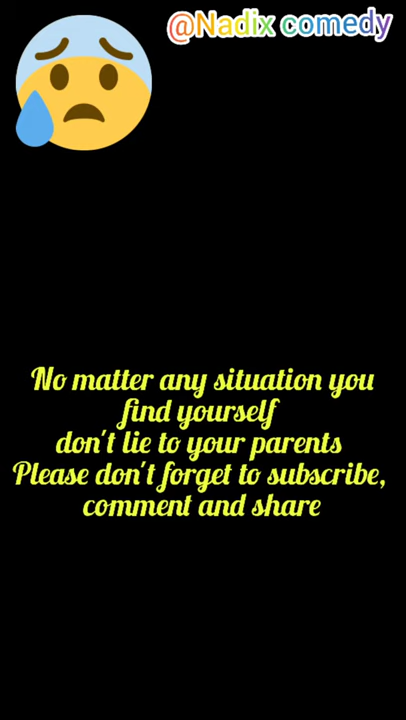 @Nadix comedy
No matter any situation you
find yourself
don't lie to your parents
Please don't forget to subscribe,
comment and share